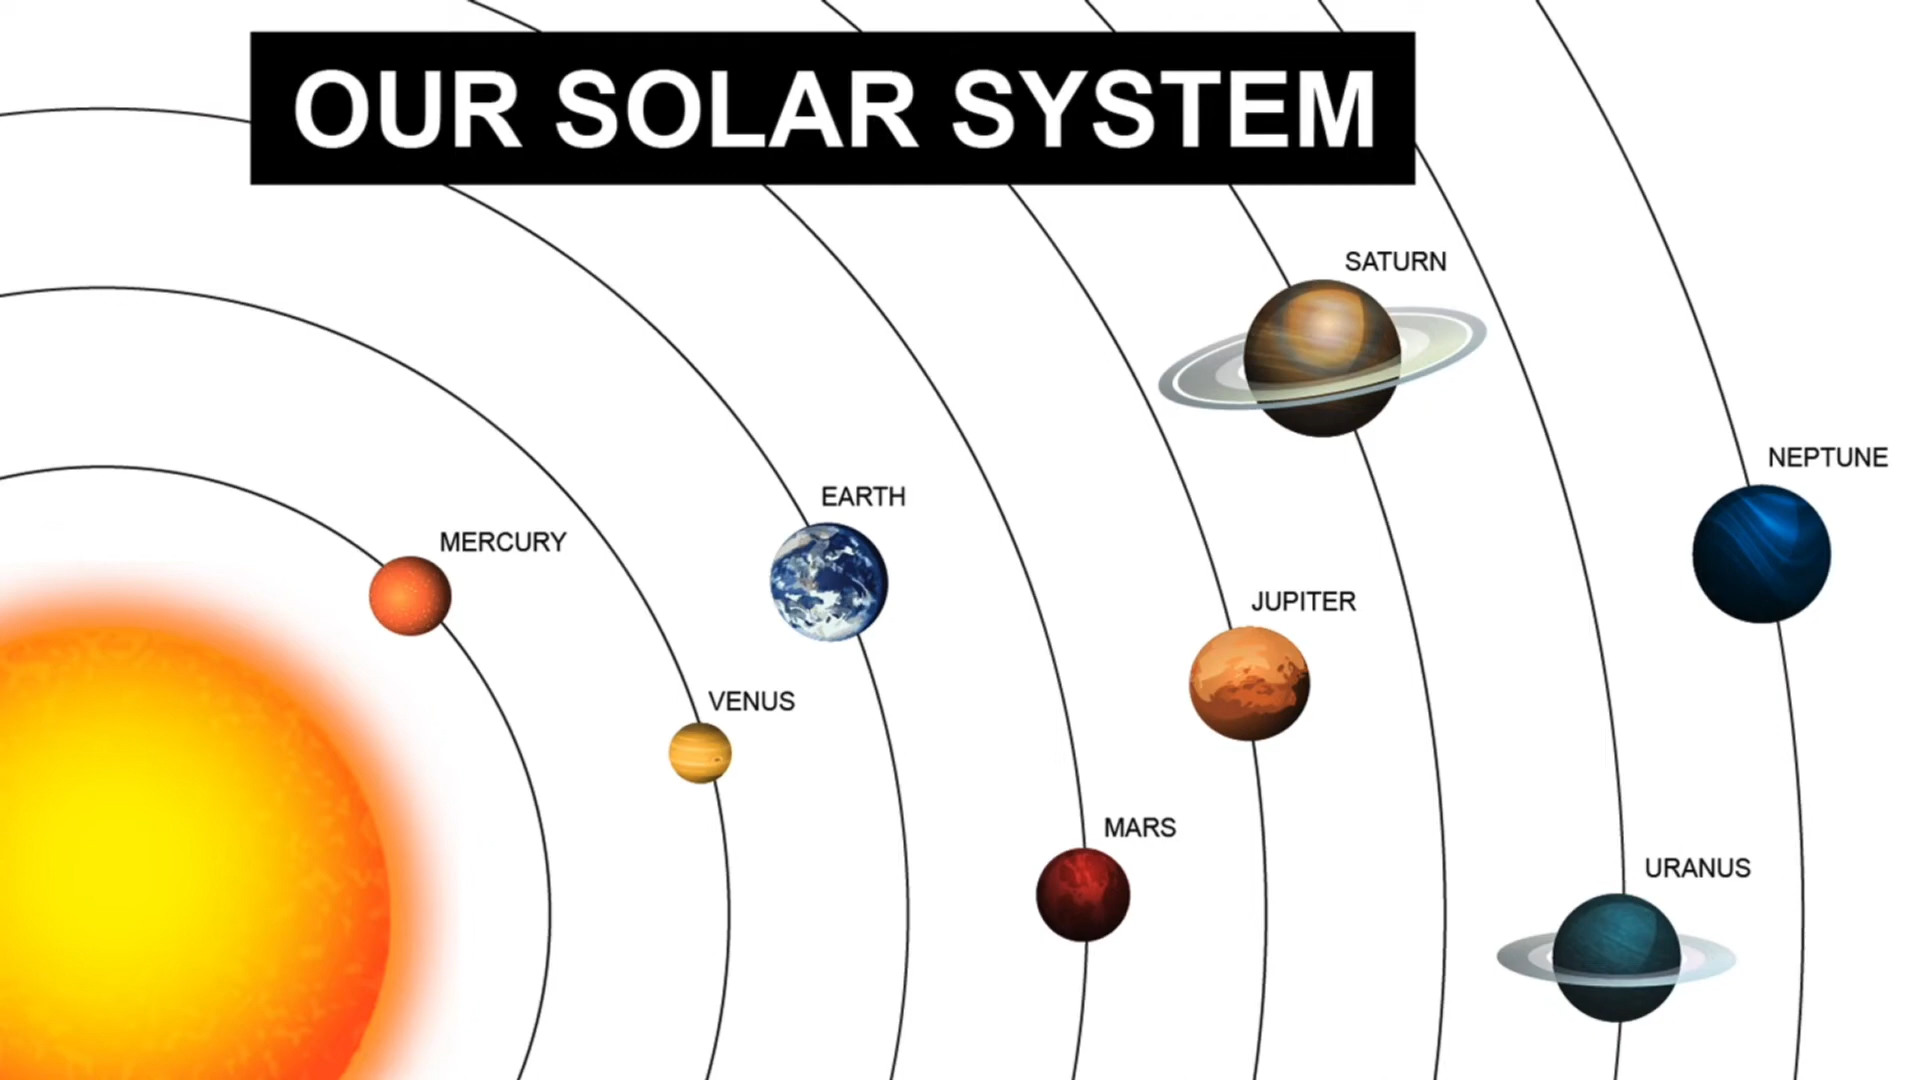 OUR SOLAR SYSTEM
SATURN
NEPTUNE
EARTH
MERCURY
JUPITER
VENUS
MARS
URANUS